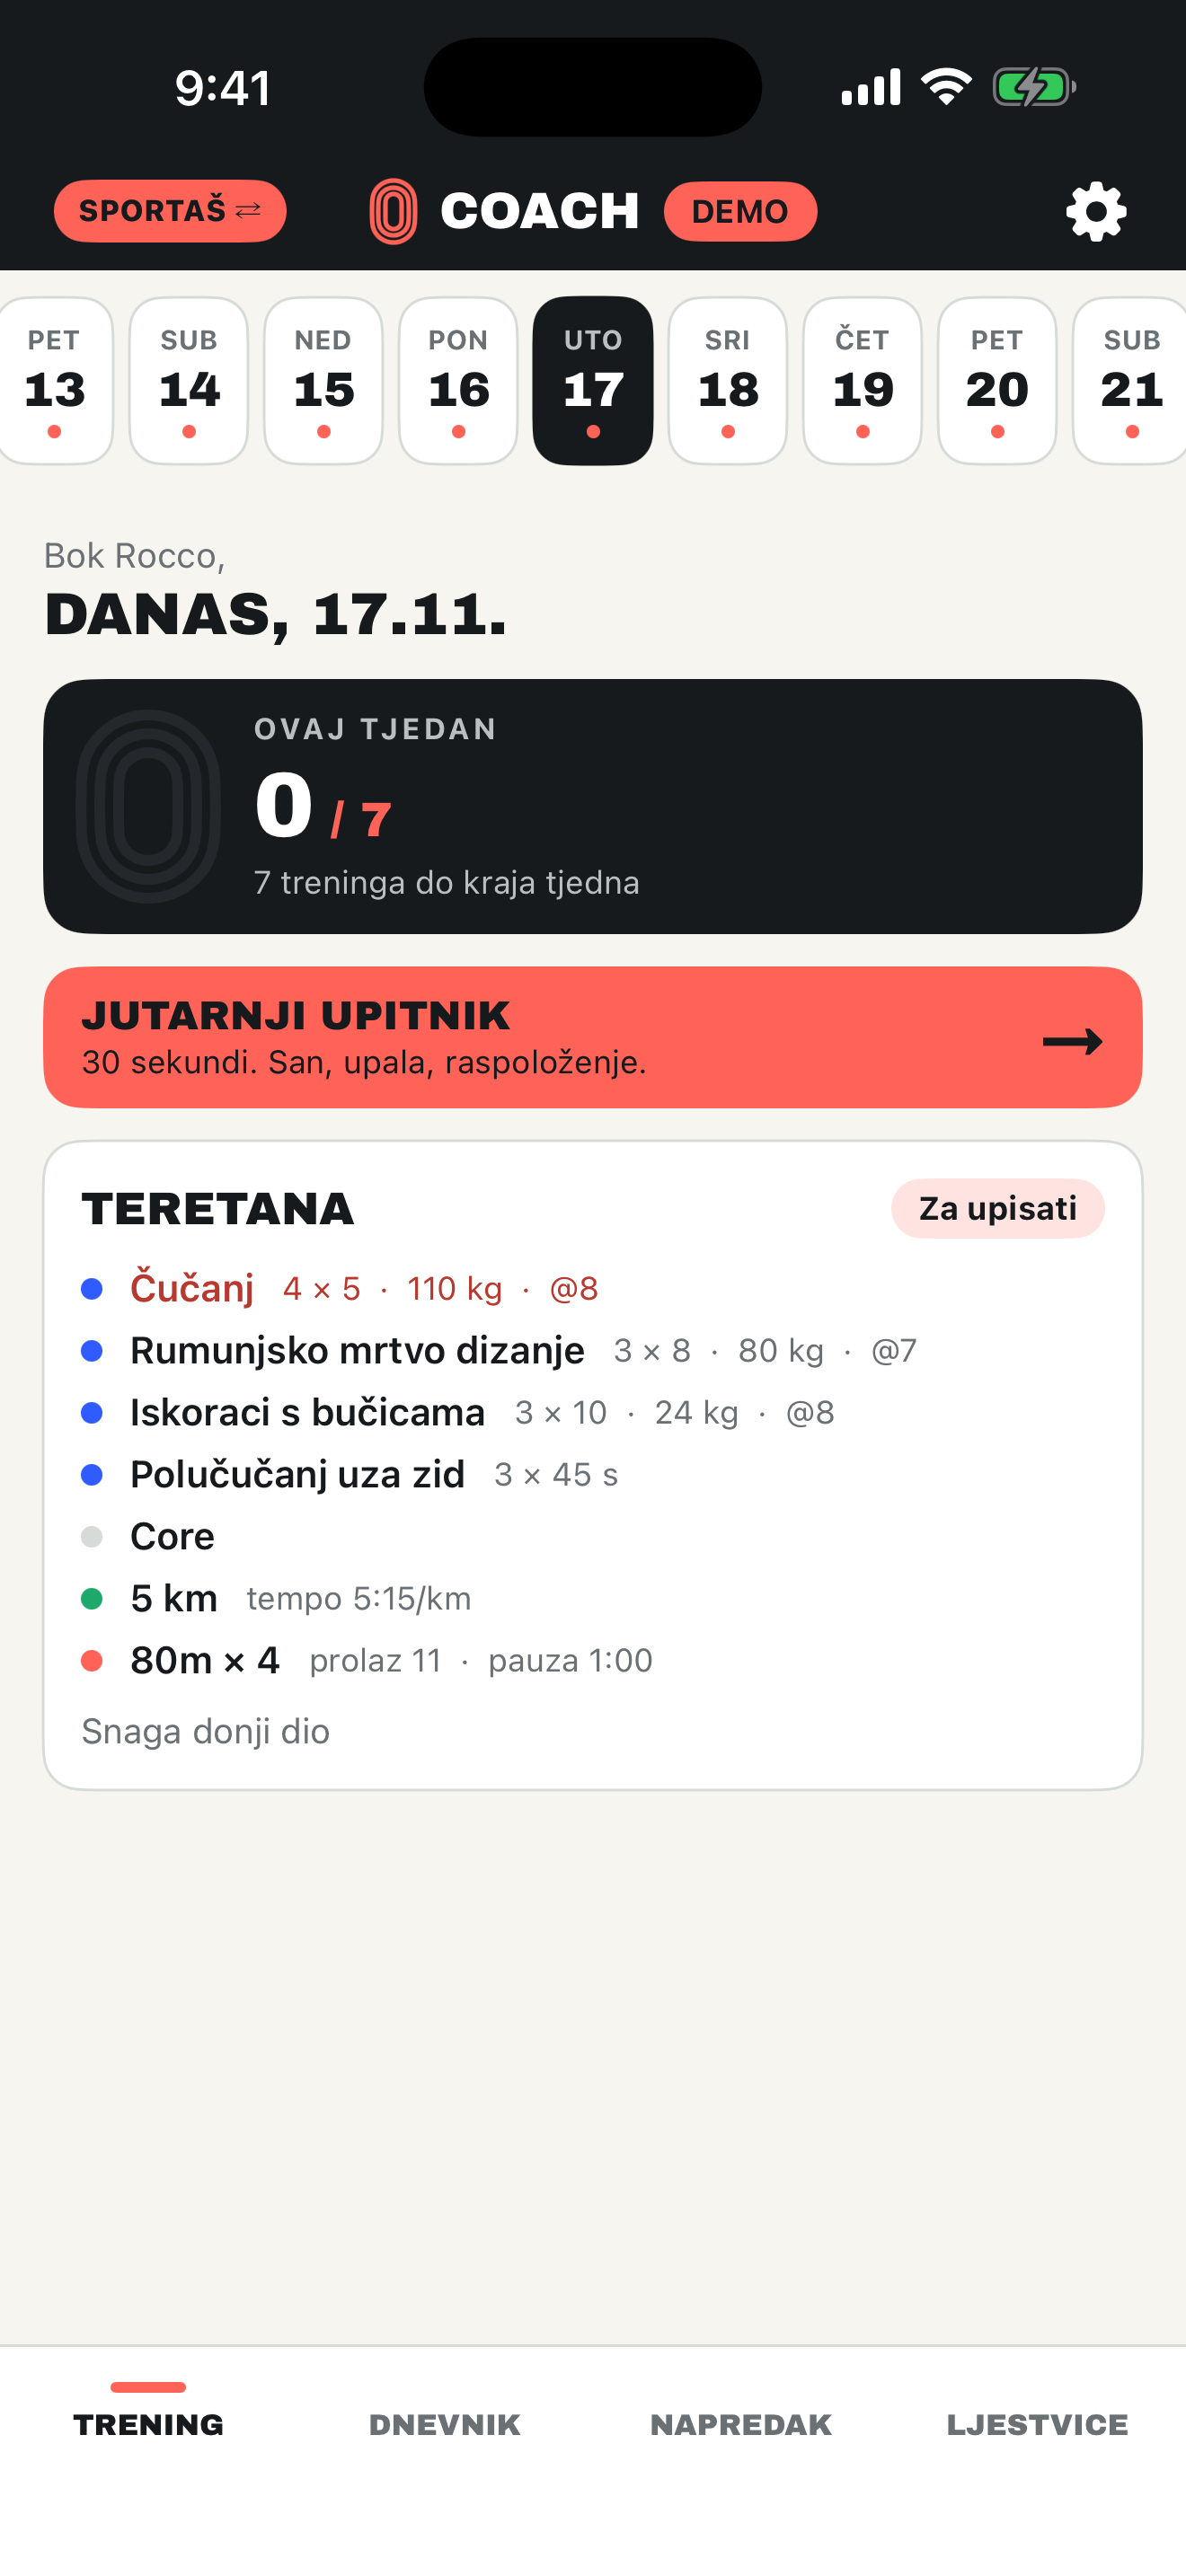 9:41
SPORTAŠ ⇄ COACH DEMO
PET SUB NED PON UTO SRI ČET PET SUB
13 14 15 16 17 18 19 20 21
Bok Rocco,
DANAS, 17.11.
OVAJ TJEDAN
0 / 7
7 treninga do kraja tjedna
JUTARNJI UPITNIK
30 sekundi. San, upala, raspoloženje.
TERETANA Za upisati
Čučanj 4 × 5 · 110 kg · @8
Rumunjsko mrtvo dizanje 3 × 8 · 80 kg · @7
Iskoraci s bučicama 3 × 10 · 24 kg · @8
Polučučanj uza zid 3 × 45 s
Core
5 km tempo 5:15/km
80m × 4 prolaz 11 · pauza 1:00
Snaga donji dio
TRENING DNEVNIK NAPREDAK LJESTVICE